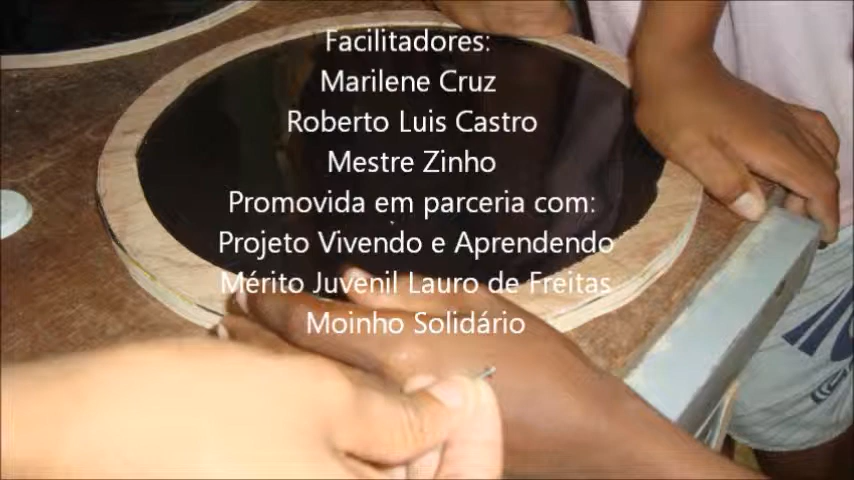 Facilitadores:
Marilene Cruz
Roberto Luis Castro
Mestre Zinho
Promovida em parceria com:
Projeto Vivendo e Aprendendo
Mérito Juvenil Lauro de Freitas
Moinho Solidário